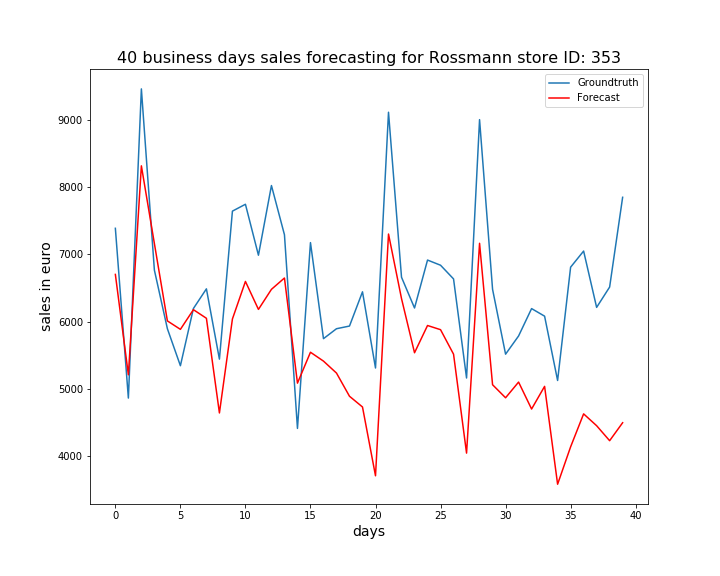 40 business days sales forecasting for Rossmann store ID: 353
Groundtruth
Forecast
sales in euro
9000
8000
7000
6000
5000
4000
0 5 10 15 20 25 30 35 40
days